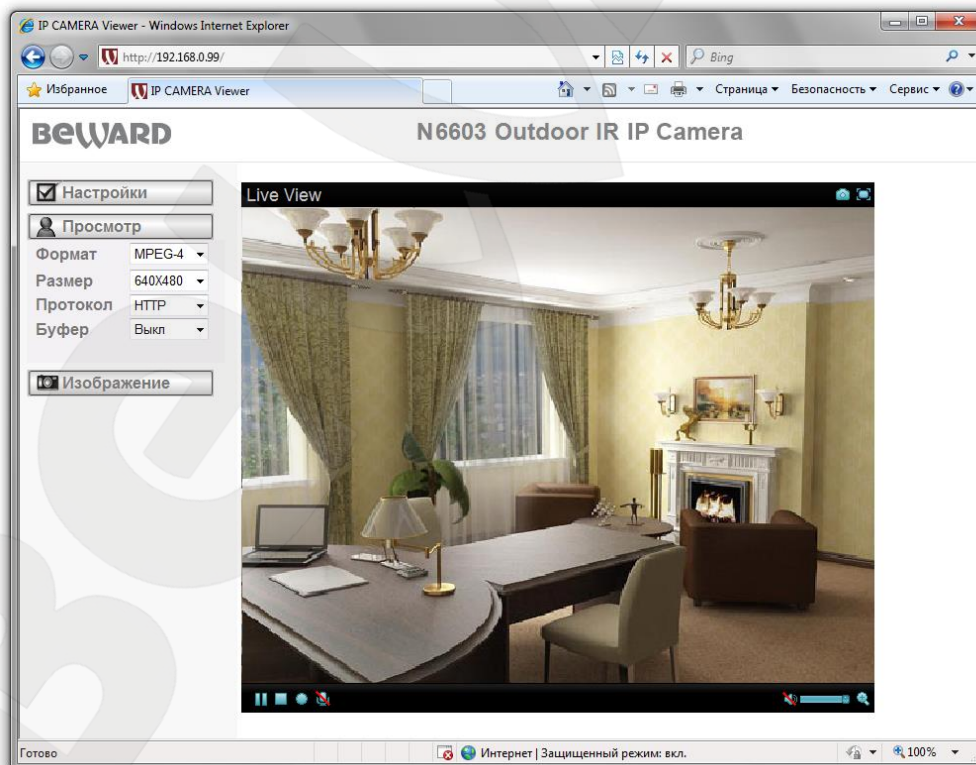 IP CAMERA Viewer - Windows Internet Explorer
http://192.168.0.99/
Bing
Избранное
IP CAMERA Viewer
Страница
Безопасность
Сервис
BEWARD
N6603 Outdoor IR IP Camera
Настройки
Live View
Просмотр
Формат MPEG-4
Размер 640X480
Протокол HTTP
Буфер Выкл
Изображение
Готово
Интернет | Защищенный режим: вкл.
100%